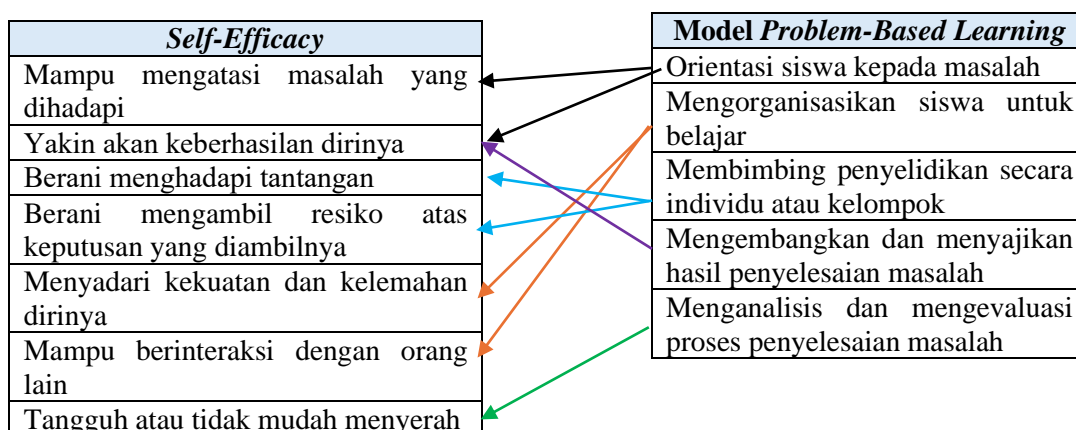 Self-Efficacy
Mampu mengatasi masalah yang
dihadapi
Yakin akan keberhasilan dirinya
Berani menghadapi tantangan
Berani mengambil resiko atas
keputusan yang diambilnya
Menyadari kekuatan dan kelemahan
dirinya
Mampu berinteraksi dengan orang
lain
Tangguh atau tidak mudah menyerah
Model Problem-Based Learning
Orientasi siswa kepada masalah
Mengorganisasikan siswa untuk
belajar
Membimbing penyelidikan secara
individu atau kelompok
Mengembangkan dan menyajikan
hasil penyelesaian masalah
Menganalisis dan mengevaluasi
proses penyelesaian masalah